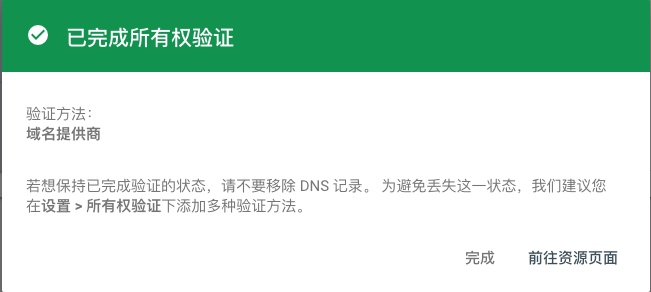 已完成所有权验证
验证方法：
域名提供商
若想保持已完成验证的状态，请不要移除 DNS 记录。 为避免丢失这一状态，我们建议您
在设置 > 所有权验证下添加多种验证方法。
完成 前往资源页面